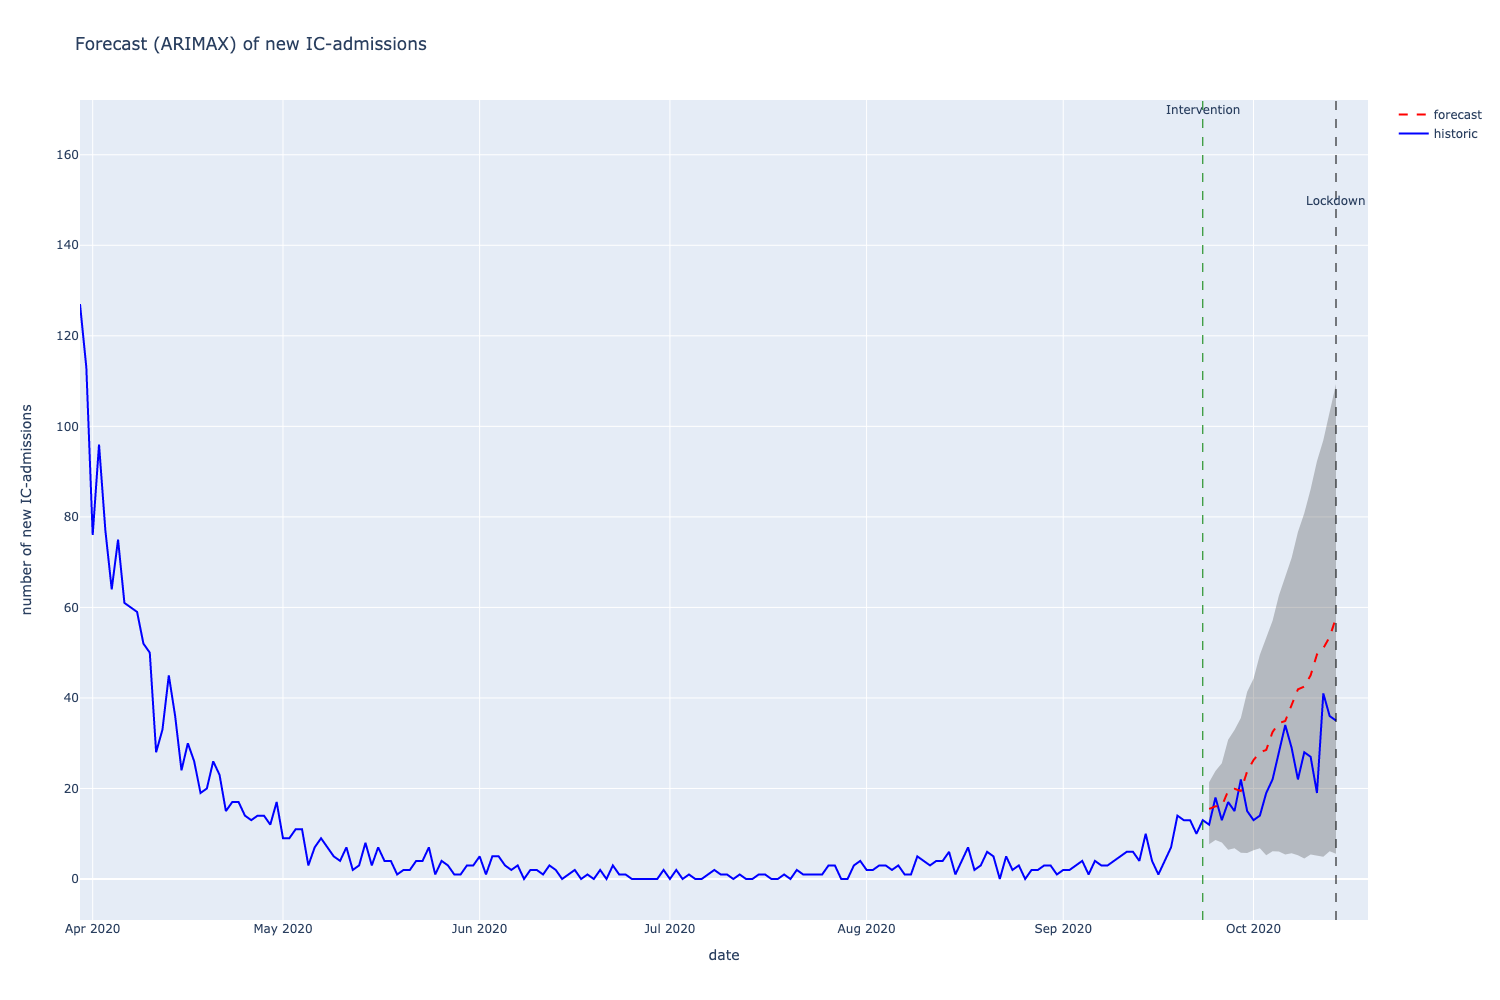 Forecast (ARIMAX) of new IC-admissions
Intervention
forecast
historic
Lockdown
number of new IC-admissions
160
140
120
100
80
60
40
20
0
Apr 2020
May 2020
Jun 2020
Jul 2020
Aug 2020
Sep 2020
Oct 2020
date